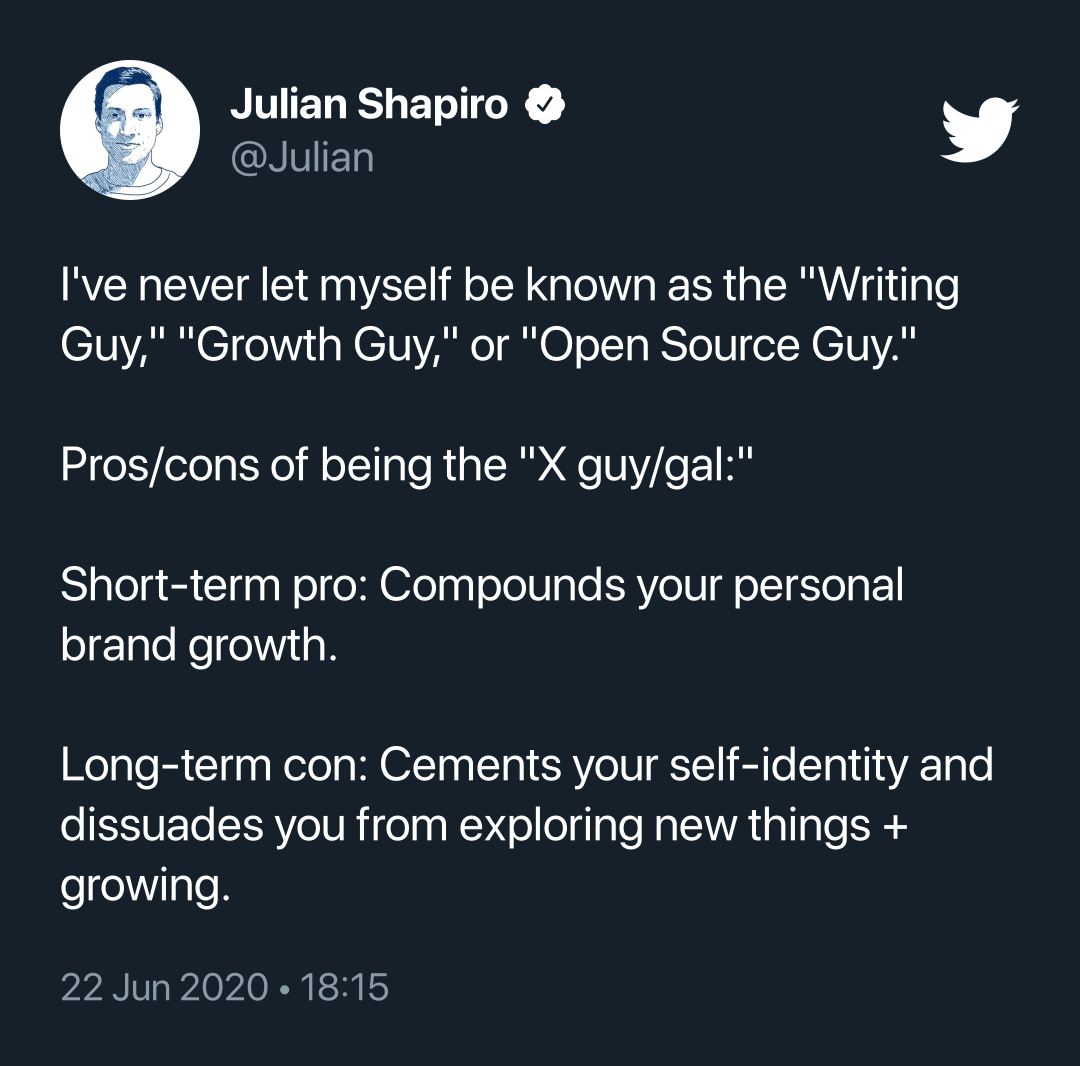 Julian Shapiro
@Julian
I've never let myself be known as the "Writing
Guy," "Growth Guy," or "Open Source Guy."
Pros/cons of being the "X guy/gal:"
Short-term pro: Compounds your personal
brand growth.
Long-term con: Cements your self-identity and
dissuades you from exploring new things +
growing.
22 Jun 2020 • 18:15